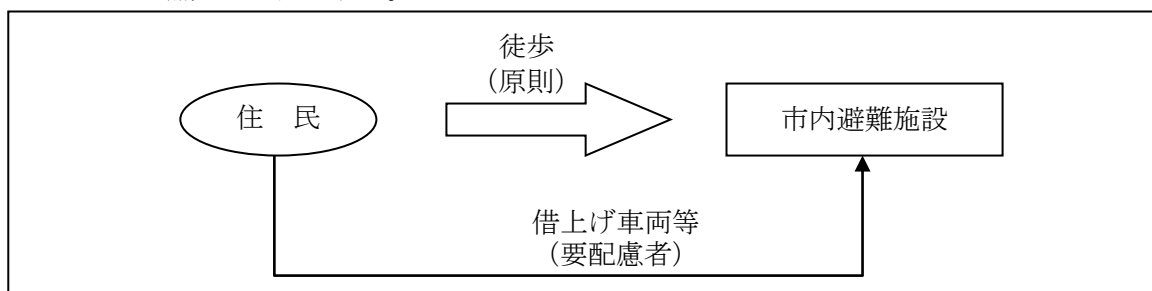 徒歩
(原則)
住　民
市内避難施設
借上げ車両等
(要配慮者)